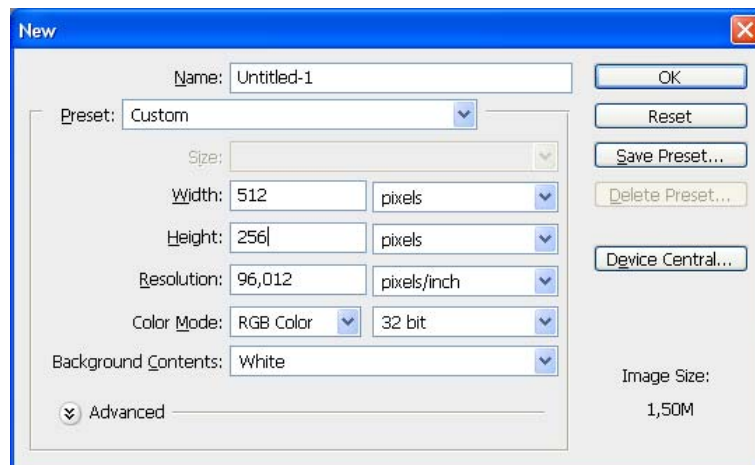 New
Name: Untitled-1 OK
Preset: Custom Reset
Size: Save Preset...
Width: 512 pixels Delete Preset...
Height: 256 pixels
Resolution: 96,012 pixels/inch Device Central...
Color Mode: RGB Color 32 bit
Background Contents: White
Image Size:
Advanced 1,50M